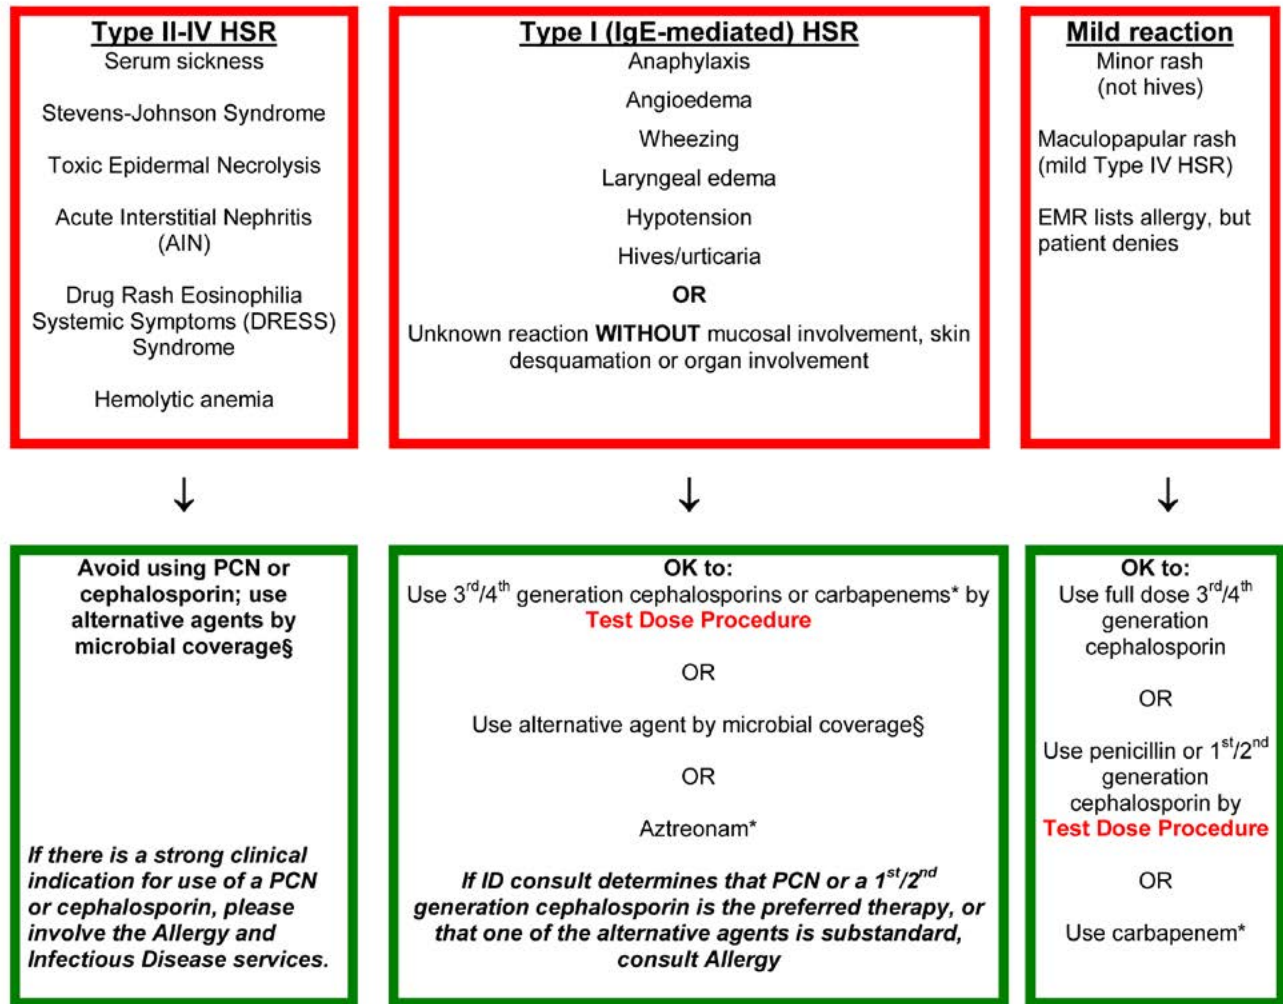 Type II-IV HSR
Serum sickness
Stevens-Johnson Syndrome
Toxic Epidermal Necrolysis
Acute Interstitial Nephritis
(AIN)
Drug Rash Eosinophilia
Systemic Symptoms (DRESS)
Syndrome
Hemolytic anemia
Type I (IgE-mediated) HSR
Anaphylaxis
Angioedema
Wheezing
Laryngeal edema
Hypotension
Hives/urticaria
OR
Unknown reaction WITHOUT mucosal involvement, skin
desquamation or organ involvement
Mild reaction
Minor rash
(not hives)
Maculopapular rash
(mild Type IV HSR)
EMR lists allergy, but
patient denies
↓
↓
↓
Avoid using PCN or
cephalosporin; use
alternative agents by
microbial coverage§
If there is a strong clinical
indication for use of a PCN
or cephalosporin, please
involve the Allergy and
Infectious Disease services.
OK to:
Use 3rd/4th generation cephalosporins or carbapenems* by
Test Dose Procedure
OR
Use alternative agent by microbial coverage§
OR
Aztreonam*
If ID consult determines that PCN or a 1st/2nd
generation cephalosporin is the preferred therapy, or
that one of the alternative agents is substandard,
consult Allergy
OK to:
Use full dose 3rd/4th
generation
cephalosporin
OR
Use penicillin or 1st/2nd
generation
cephalosporin by
Test Dose Procedure
OR
Use carbapenem*